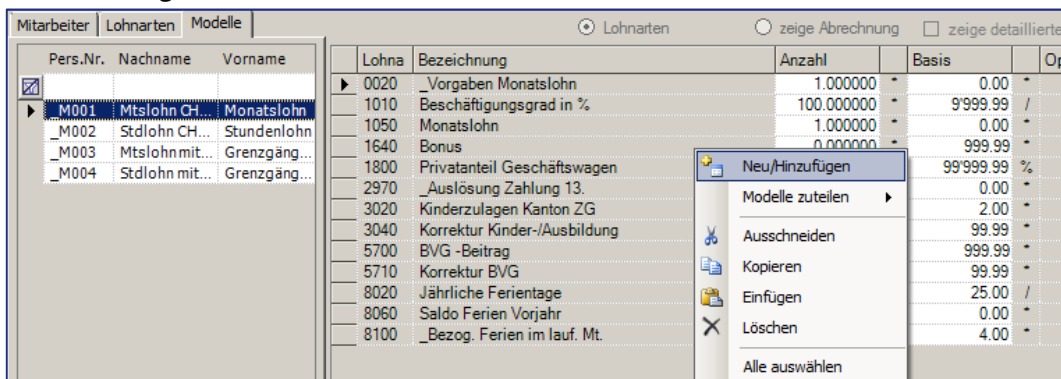 Mitarbeiter Lohnarten Modelle
Lohnarten zeige Abrechnung zeige detaillierte
Pers.Nr. Nachname Vorname
_M001 Mtslohn CH... Monatslohn
_M002 Stdlohn CH... Stundenlohn
_M003 Mtslohn mit... Grenzgäng...
_M004 Stdlohn mit... Grenzgäng...
Lohna Bezeichnung Anzahl Basis Op
0020 _Vorgaben Monatslohn 1.000000 * 0.00 *
1010 Beschäftigungsgrad in % 100.000000 * 9'999.99 /
1050 Monatslohn 1.000000 * 0.00 *
1640 Bonus 0.000000 * 999.99 *
1800 Privatanteil Geschäftswagen 99'999.99 %
2970 _Auslösung Zahlung 13. 0.00 *
3020 Kinderzulagen Kanton ZG 2.00 *
3040 Korrektur Kinder-/Ausbildung 99.99 *
5700 BVG -Beitrag 999.99 *
5710 Korrektur BVG 99.99 *
8020 Jährliche Ferientage 25.00 /
8060 Saldo Ferien Vorjahr 0.00 *
8100 _Bezog. Ferien im lauf. Mt. 4.00 *
Neu/Hinzufügen
Modelle zuteilen
Ausschneiden
Kopieren
Einfügen
Löschen
Alle auswählen